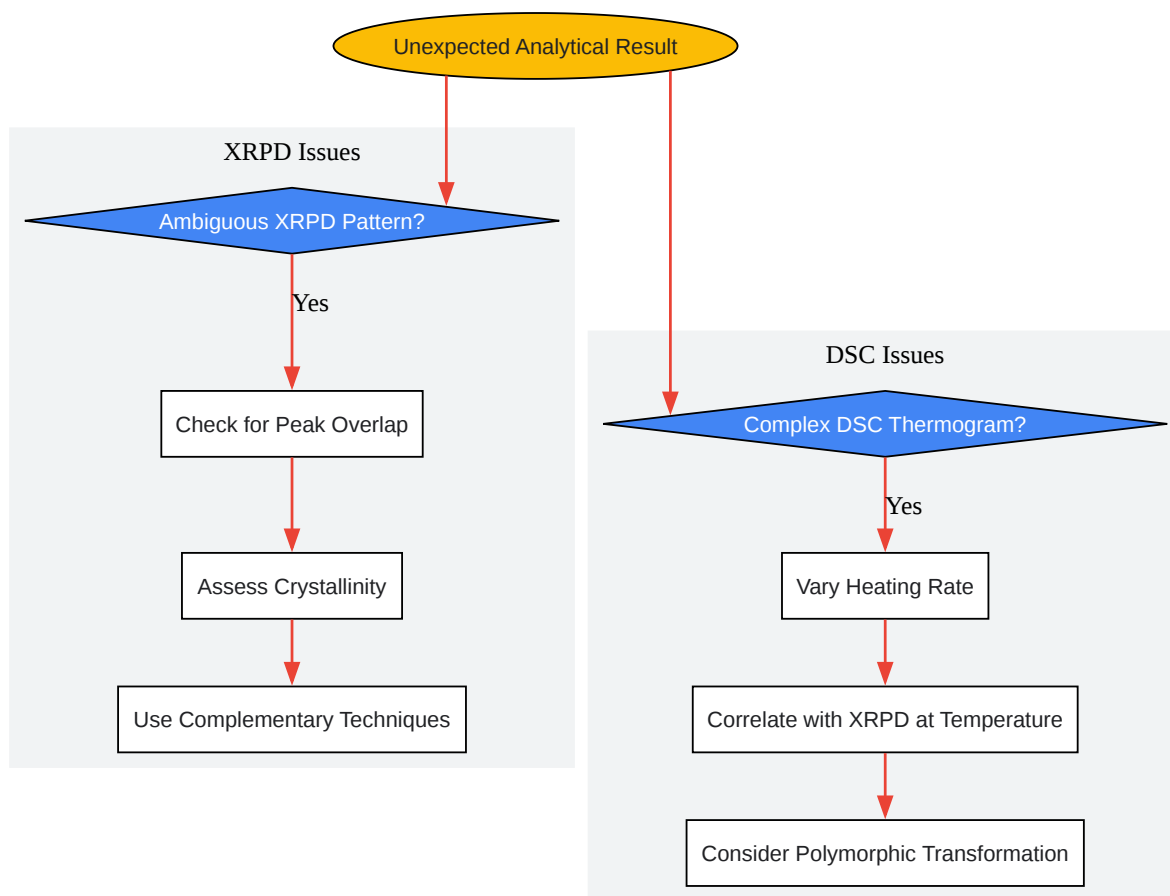 Unexpected Analytical Result
XRPD Issues
Ambiguous XRPD Pattern?
Yes
Check for Peak Overlap
Assess Crystallinity
Use Complementary Techniques
DSC Issues
Complex DSC Thermogram?
Yes
Vary Heating Rate
Correlate with XRPD at Temperature
Consider Polymorphic Transformation